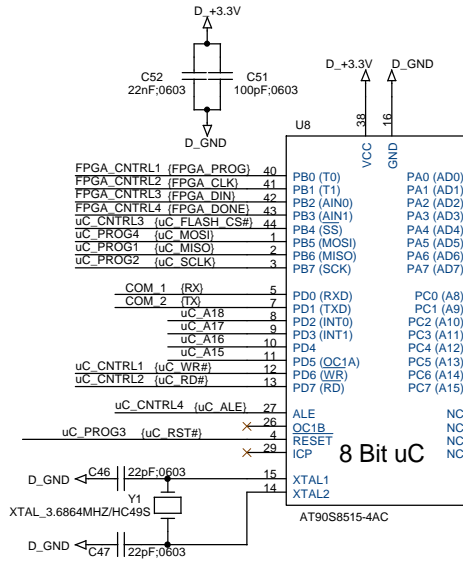 D_+3.3V
C52
22nF;0603
C51
100pF;0603
D_GND
D_+3.3V
D_GND
U8
38
16
VCC
GND
FPGA_CNTRL1 {FPGA_PROG} 40 PB0 (T0) PA0 (AD0)
FPGA_CNTRL2 {FPGA_CLK} 41 PB1 (T1) PA1 (AD1)
FPGA_CNTRL3 {FPGA_DIN} 42 PB2 (AIN0) PA2 (AD2)
FPGA_CNTRL4 {FPGA_DONE} 43 PB3 (AIN1) PA3 (AD3)
uC_CNTRL3 {uC_FLASH_CS#} 44 PB4 (SS) PA4 (AD4)
uC_PROG4 {uC_MOSI} 1 PB5 (MOSI) PA5 (AD5)
uC_PROG1 {uC_MISO} 2 PB6 (MISO) PA6 (AD6)
uC_PROG2 {uC_SCLK} 3 PB7 (SCK) PA7 (AD7)
COM_1 {RX} 5 PD0 (RXD) PC0 (A8)
COM_2 {TX} 7 PD1 (TXD) PC1 (A9)
uC_A18 8 PD2 (INT0) PC2 (A10)
uC_A17 9 PD3 (INT1) PC3 (A11)
uC_A16 10 PD4 PC4 (A12)
uC_A15 11 PD5 (OC1A) PC5 (A13)
uC_CNTRL1 {uC_WR#} 12 PD6 (WR) PC6 (A14)
uC_CNTRL2 {uC_RD#} 13 PD7 (RD) PC7 (A15)
uC_CNTRL4 {uC_ALE} 27 ALE NC
26 OC1B NC
uC_PROG3 {uC_RST#} 4 RESET NC
29 ICP NC
8 Bit uC
D_GND C46 22pF;0603 15 XTAL1
14 XTAL2
Y1
XTAL_3.6864MHZ/HC49S
D_GND C47 22pF;0603
AT90S8515-4AC